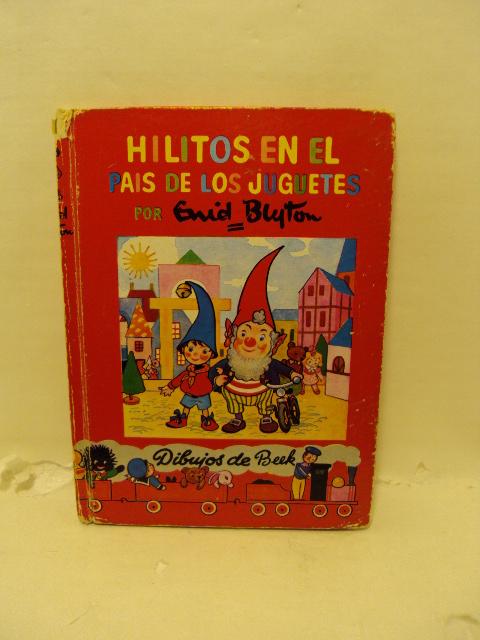 HILITOS EN EL
PAIS DE LOS JUGUETES
POR Enid Blyton
Dibujos de Beek